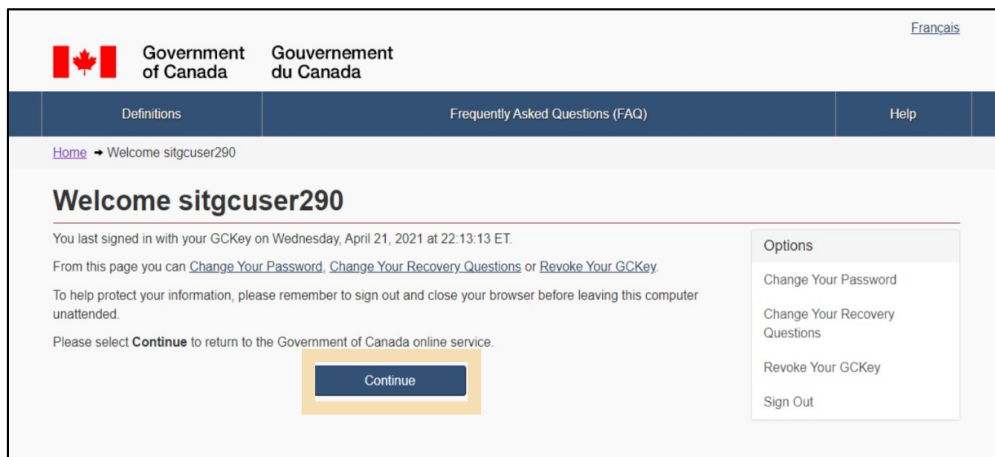 Français
Government of Canada
Gouvernement du Canada
Definitions
Frequently Asked Questions (FAQ)
Help
Home ➔ Welcome sitgcuser290
Welcome sitgcuser290
You last signed in with your GCKey on Wednesday, April 21, 2021 at 22:13:13 ET.
From this page you can Change Your Password, Change Your Recovery Questions or Revoke Your GCKey.
To help protect your information, please remember to sign out and close your browser before leaving this computer
unattended.
Please select Continue to return to the Government of Canada online service.
Continue
Options
Change Your Password
Change Your Recovery
Questions
Revoke Your GCKey
Sign Out